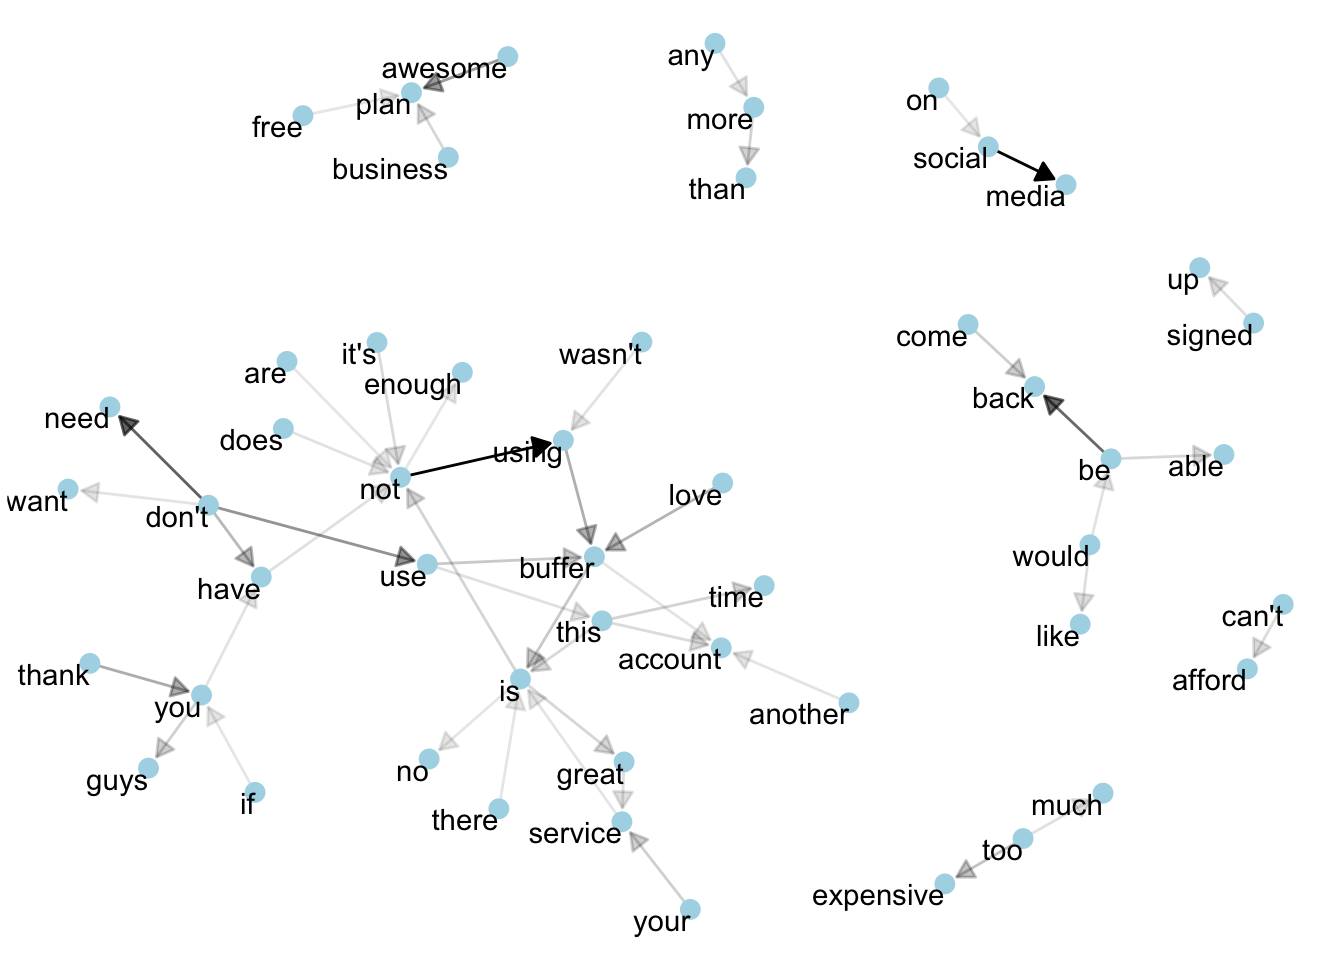 awesome
any
plan
on
more
free
social
business
than
media
up
come
signed
it's
wasn't
are
enough
back
need
does
using
be
able
not
love
want
don't
would
buffer
use
have
time
can't
this
like
account
thank
afford
is
you
another
no
great
guys
if
much
there
service
too
expensive
your